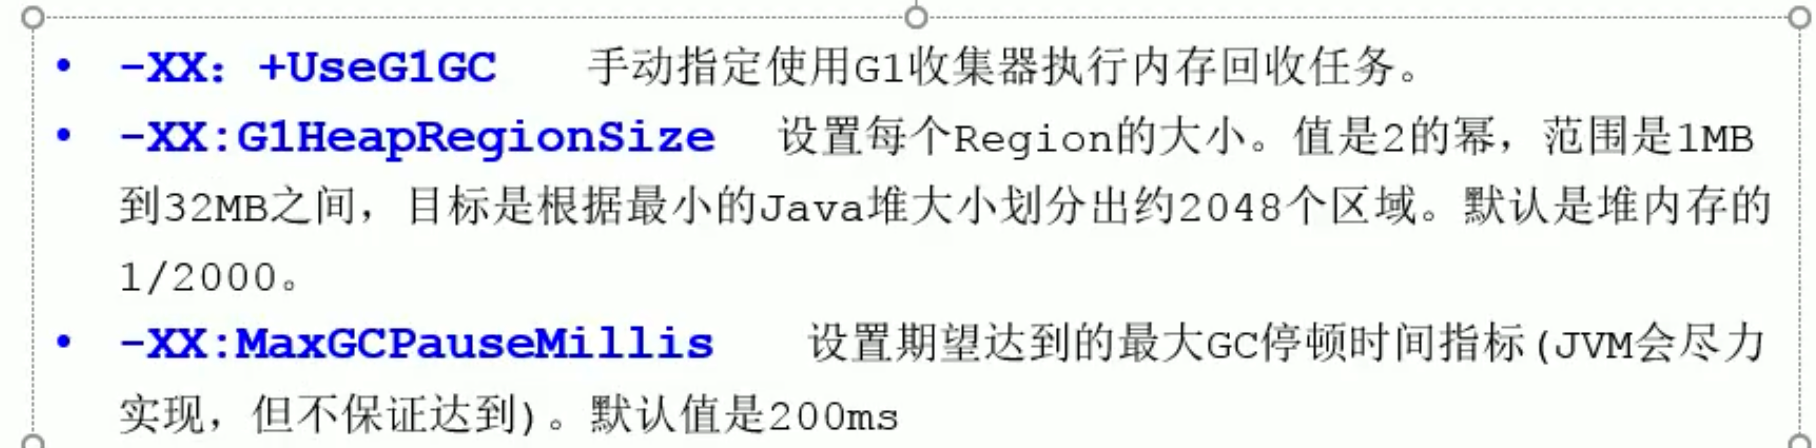 • -XX：+UseG1GC 手动指定使用G1收集器执行内存回收任务。
• -XX:G1HeapRegionSize 设置每个Region的大小。值是2的幂，范围是1MB
到32MB之间，目标是根据最小的Java堆大小划分出约2048个区域。默认是堆内存的
1/2000。
• -XX:MaxGCPauseMillis 设置期望达到的最大GC停顿时间指标(JVM会尽力
实现，但不保证达到)。默认值是200ms